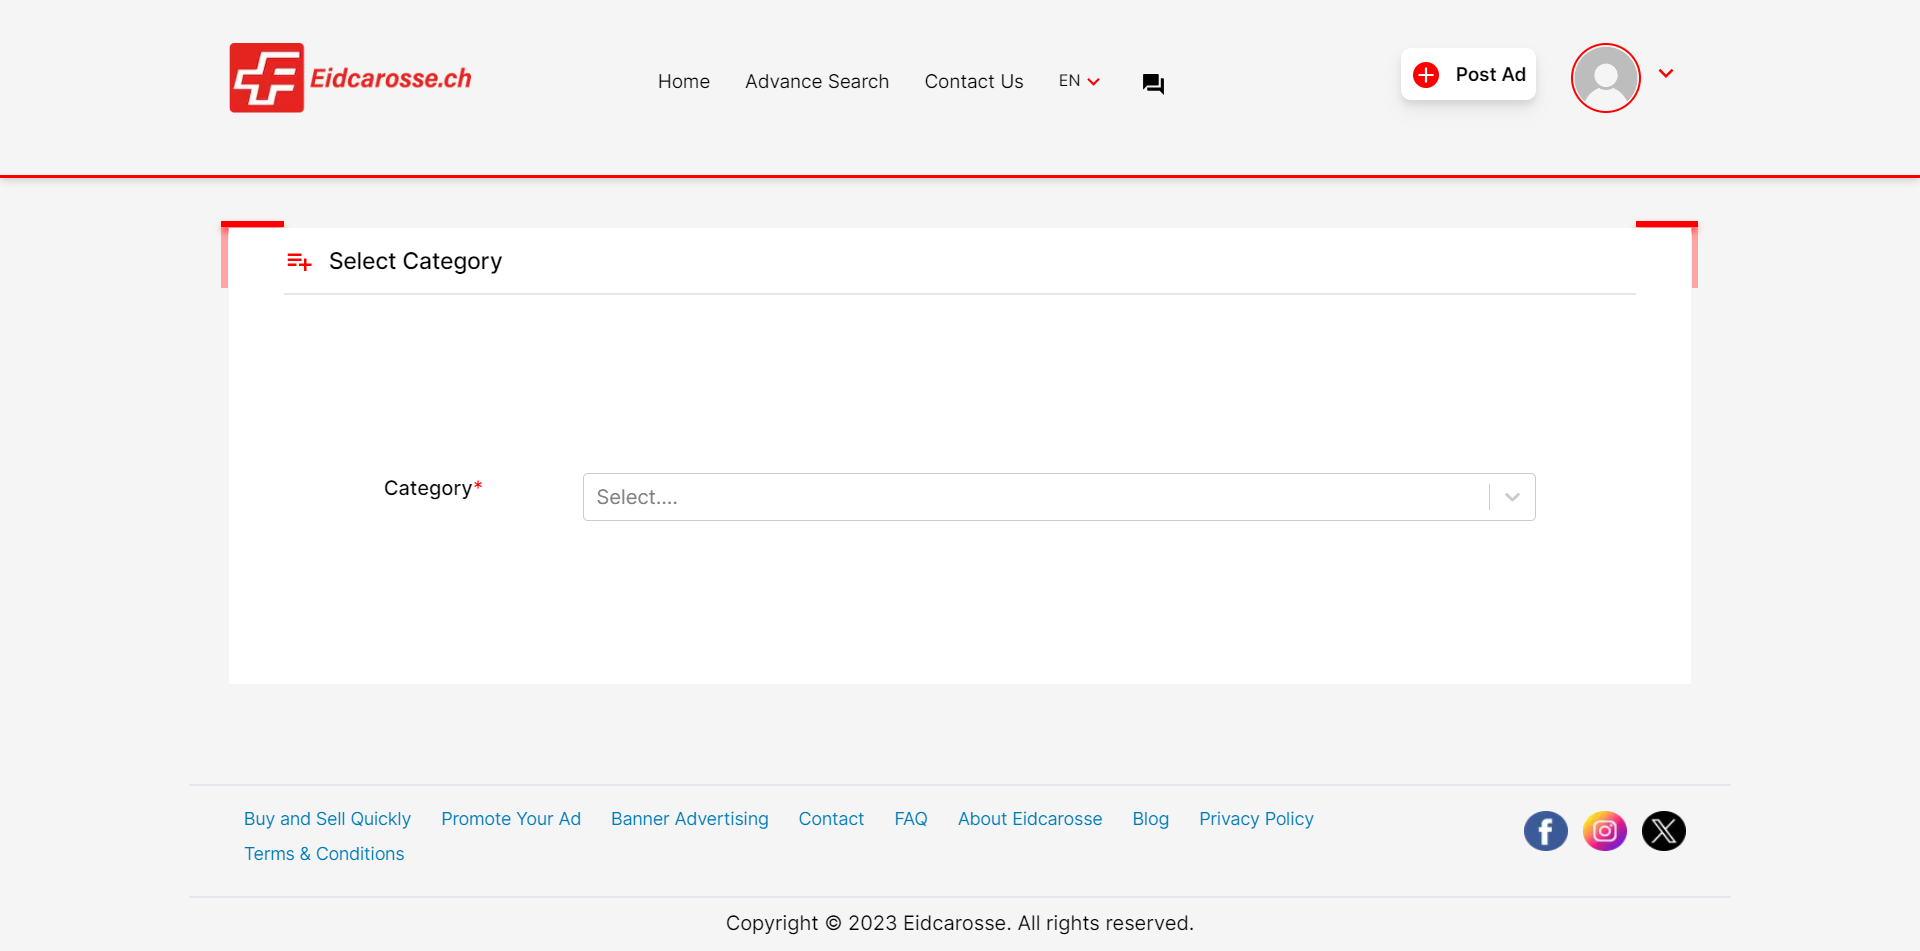 Eidcarosse.ch
Home Advance Search Contact Us EN
Post Ad
Select Category
Category*
Select....
Buy and Sell Quickly Promote Your Ad Banner Advertising Contact FAQ About Eidcarosse Blog Privacy Policy
Terms & Conditions
Copyright © 2023 Eidcarosse. All rights reserved.